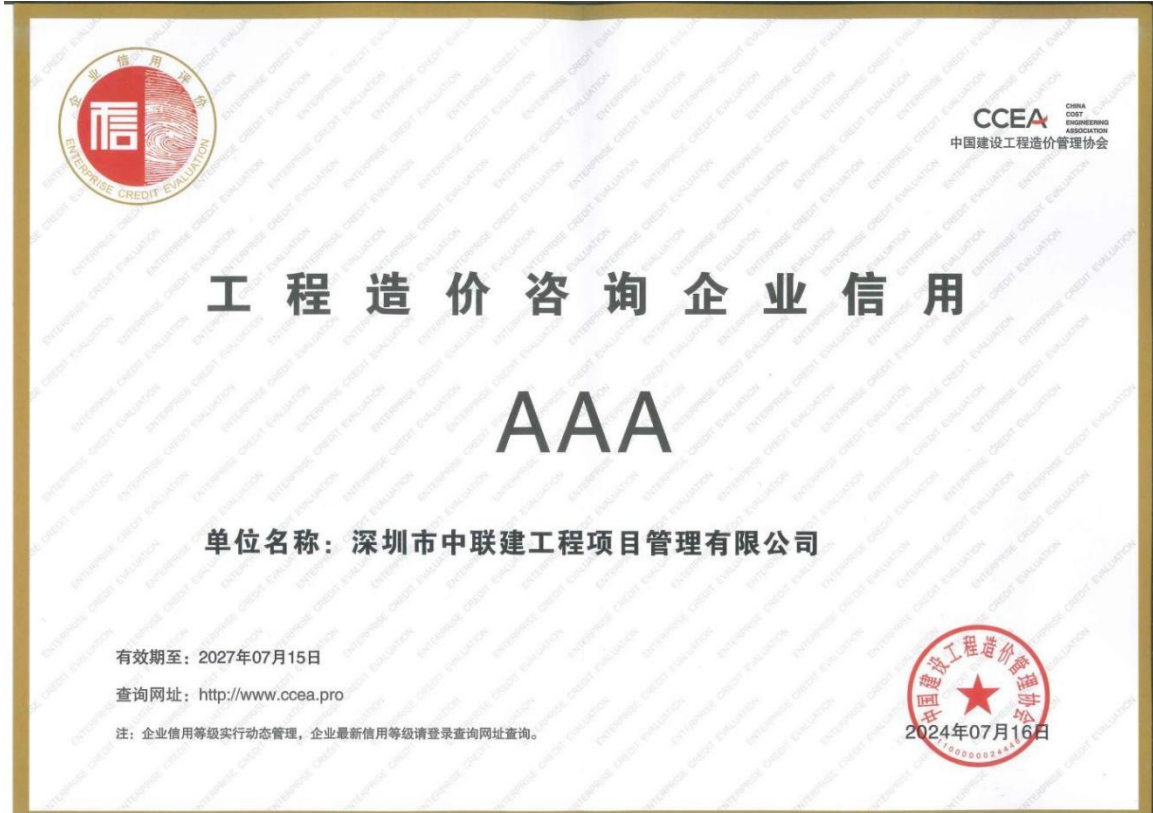 企业信用评价
信
ENTERPRISE CREDIT EVALUATION
CCEA
CHINA
COST
ENGINEERING
ASSOCIATION
中国建设工程造价管理协会
工程造价咨询企业信用
AAA
单位名称：深圳市中联建工程项目管理有限公司
有效期至：2027年07月15日
查询网址：http://www.ccea.pro
注：企业信用等级实行动态管理，企业最新信用等级请登录查询网址查询。
中国建设工程造价管理协会
2024年07月16日